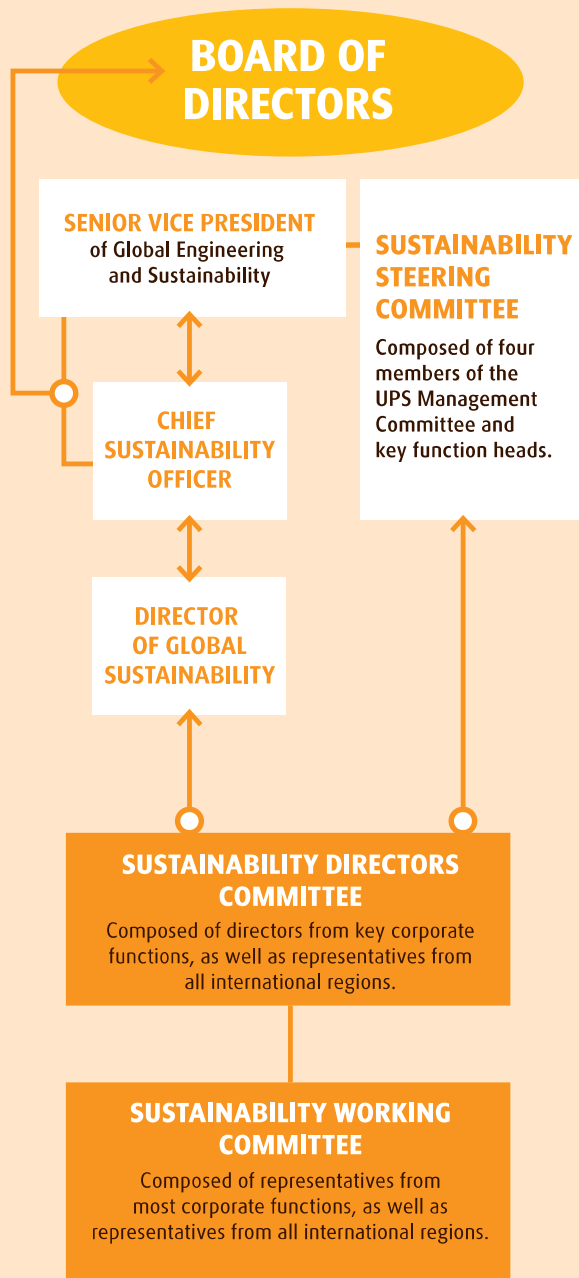 BOARD OF
DIRECTORS
SENIOR VICE PRESIDENT
of Global Engineering
and Sustainability
SUSTAINABILITY
STEERING
COMMITTEE
Composed of four
members of the
UPS Management
Committee and
key function heads.
CHIEF
SUSTAINABILITY
OFFICER
DIRECTOR
OF GLOBAL
SUSTAINABILITY
SUSTAINABILITY DIRECTORS
COMMITTEE
Composed of directors from key corporate
functions, as well as representatives from
all international regions.
SUSTAINABILITY WORKING
COMMITTEE
Composed of representatives from
most corporate functions, as well as
representatives from all international regions.